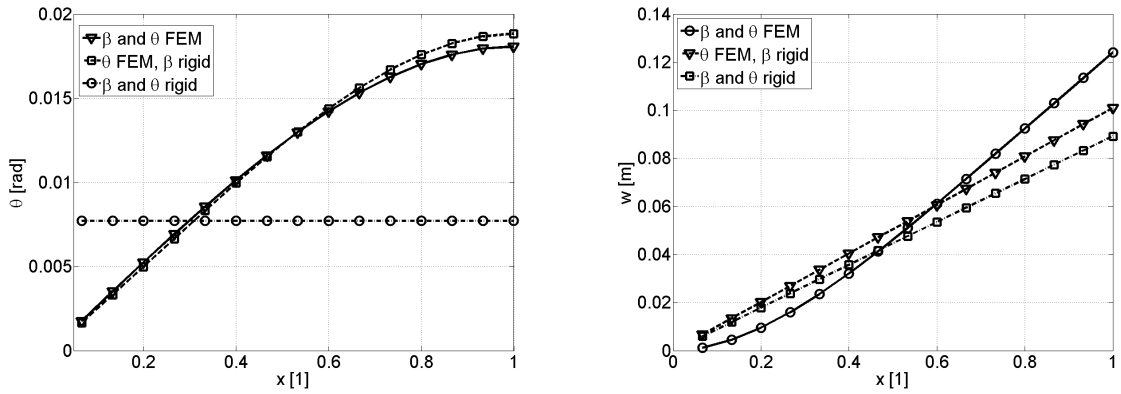 0.02
0.015
0.01
0.005
0
θ [rad]
β and θ FEM
θ FEM, β rigid
β and θ rigid
0.2 0.4 0.6 0.8 1
x [1]
0.14
0.12
0.1
0.08
0.06
0.04
0.02
0
w [m]
β and θ FEM
θ FEM, β rigid
β and θ rigid
0 0.2 0.4 0.6 0.8 1
x [1]